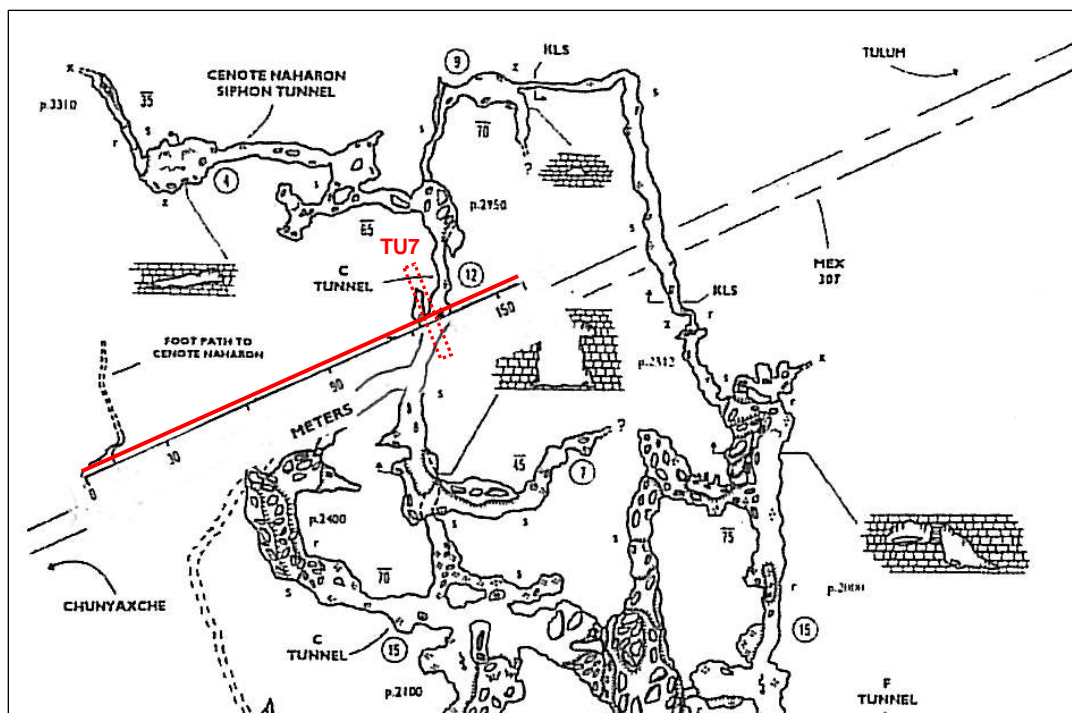 9
KLS
TULUM
x
z
CENOTE NAHARON
SIPHON TUNNEL
p.3310
35
s
s
70
s
r
?
4
s
p.2950
x
65
TU7
s
12
MEX
307
C
TUNNEL
KLS
150
r
z
FOOT PATH TO
CENOTE NAHARON
p.2312
90
s
x
METERS
s
r
30
?
45
7
0
p.2400
s
s
s
75
r
70
s
s
r
p.2000
CHUNYAXCHE
C
TUNNEL
15
15
p.2100
F
TUNNEL